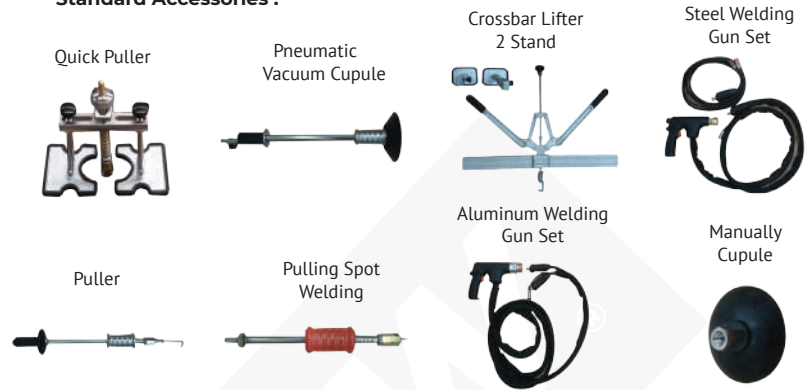 Standard Accessories :
Quick Puller
Pneumatic
Vacuum Cupule
Crossbar Lifter
2 Stand
Steel Welding
Gun Set
Puller
Pulling Spot
Welding
Aluminum Welding
Gun Set
Manually
Cupule
®